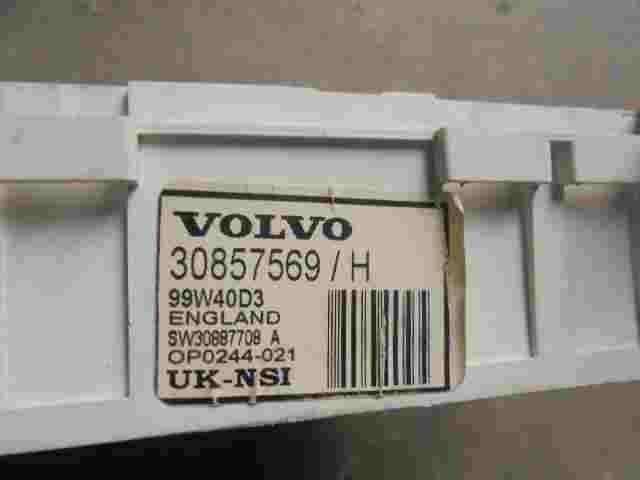 VOLVO
30857569 / H
99W40D3
ENGLAND
SW30887708 A
OP0244-021
UK-NSI